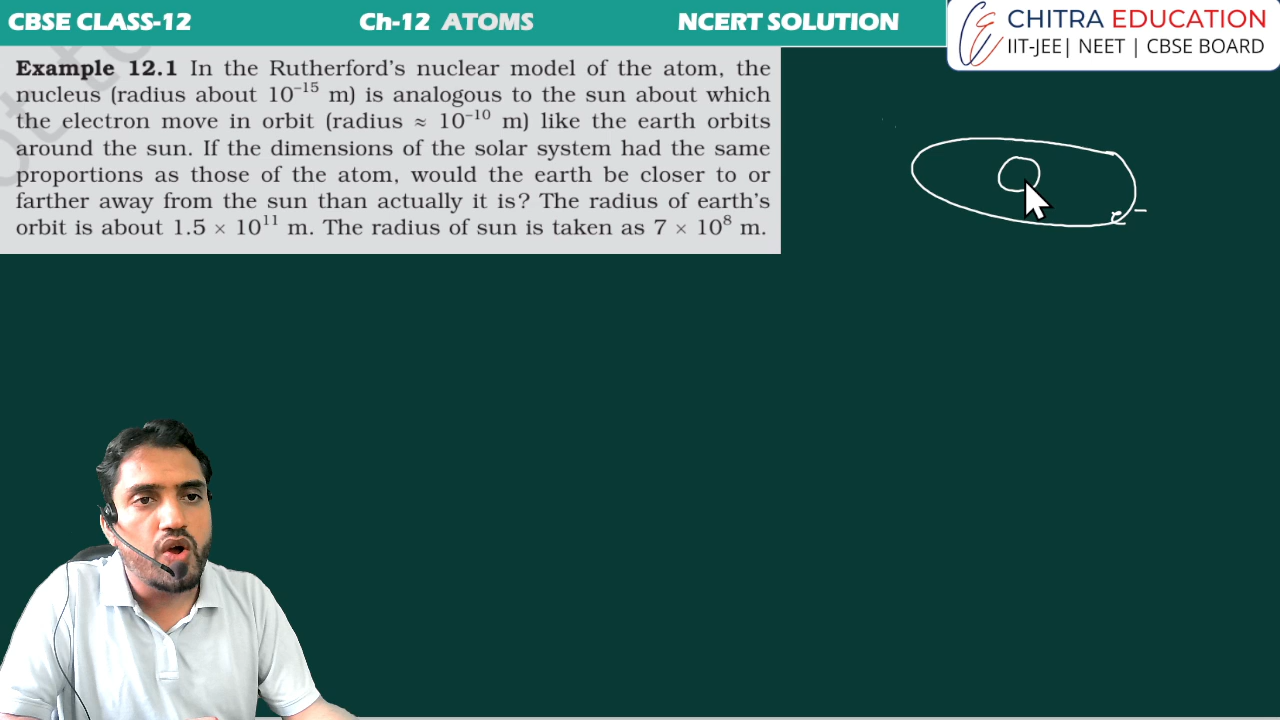 CBSE CLASS-12
Ch-12 ATOMS
NCERT SOLUTION
CHITRA EDUCATION
IIT-JEE| NEET | CBSE BOARD
Example 12.1 In the Rutherford's nuclear model of the atom, the
nucleus (radius about 10⁻¹⁵ m) is analogous to the sun about which
the electron move in orbit (radius ≈ 10⁻¹⁰ m) like the earth orbits
around the sun. If the dimensions of the solar system had the same
proportions as those of the atom, would the earth be closer to or
farther away from the sun than actually it is? The radius of earth's
orbit is about 1.5 × 10¹¹ m. The radius of sun is taken as 7 × 10⁸ m.
e⁻